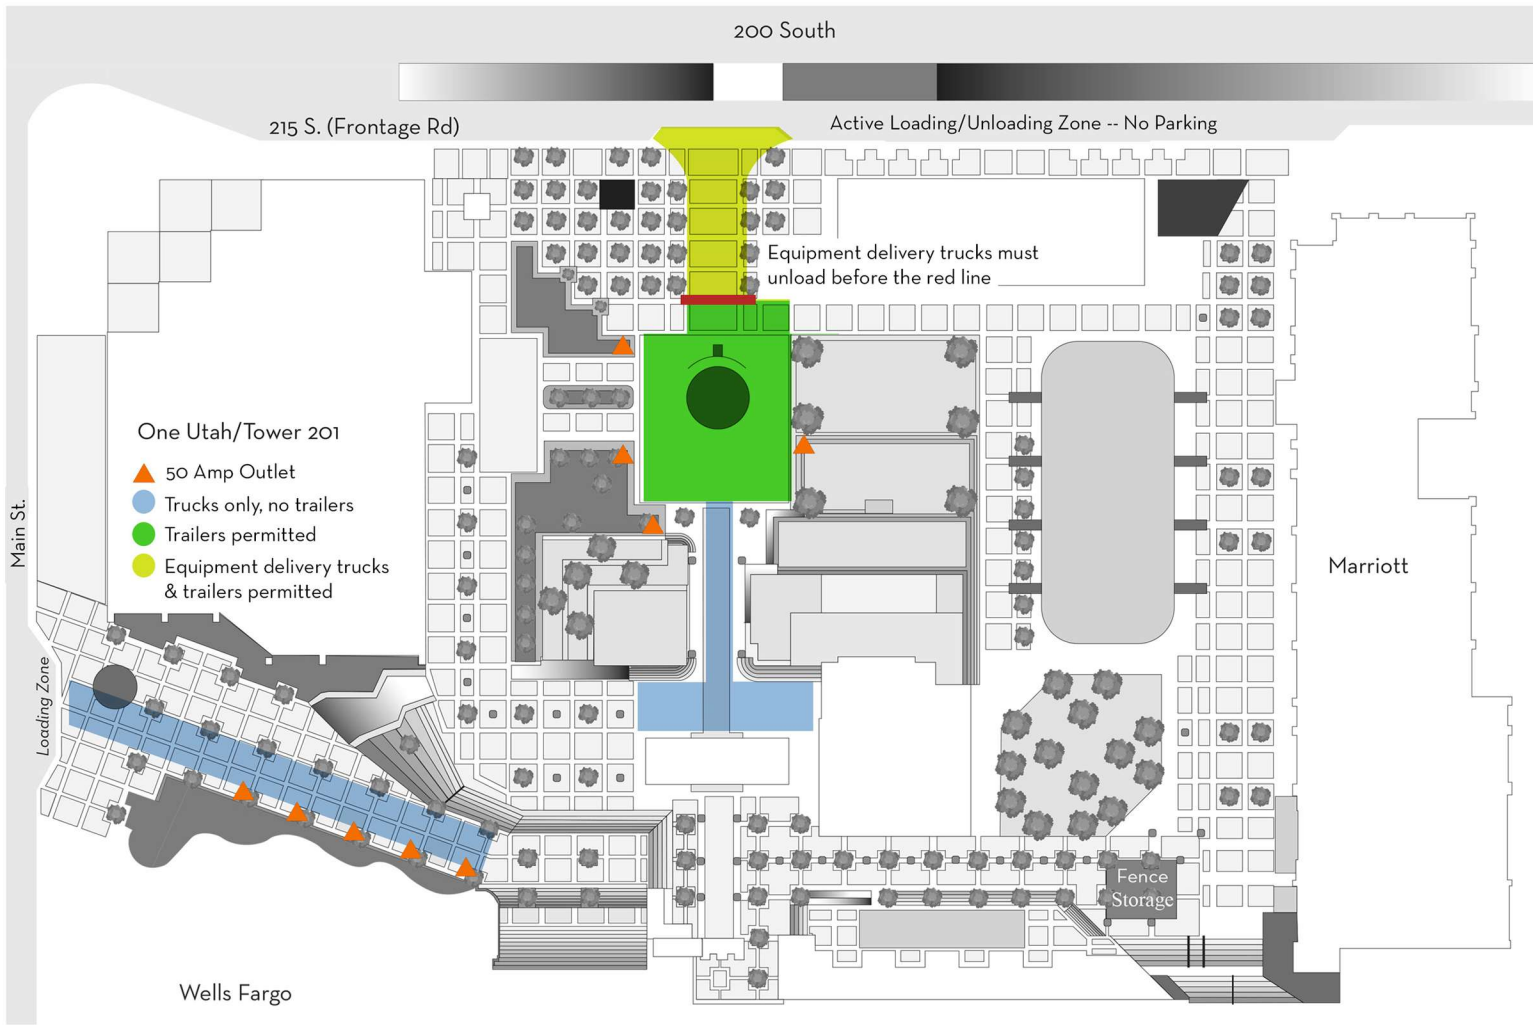 200 South
215 S. (Frontage Rd)
Active Loading/Unloading Zone -- No Parking
Equipment delivery trucks must
unload before the red line
One Utah/Tower 201
50 Amp Outlet
Trucks only, no trailers
Trailers permitted
Equipment delivery trucks
& trailers permitted
Main St.
Marriott
Loading Zone
Fence
Storage
Wells Fargo